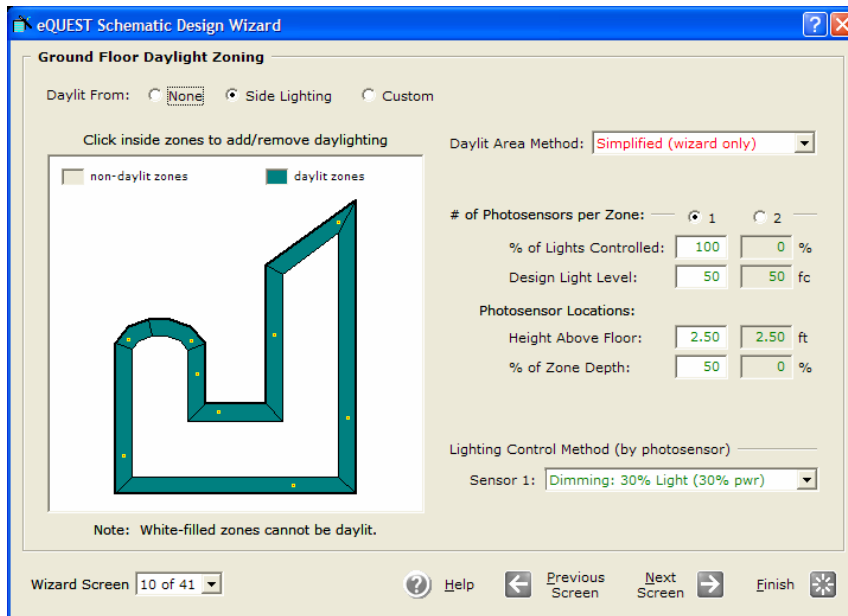 eQUEST Schematic Design Wizard
Ground Floor Daylight Zoning
Daylit From: None Side Lighting Custom
Click inside zones to add/remove daylighting
non-daylit zones daylit zones
Note: White-filled zones cannot be daylit.
Daylit Area Method: Simplified (wizard only)
# of Photosensors per Zone: 1 2
% of Lights Controlled: 100 0 %
Design Light Level: 50 50 fc
Photosensor Locations:
Height Above Floor: 2.50 2.50 ft
% of Zone Depth: 50 0 %
Lighting Control Method (by photosensor)
Sensor 1: Dimming: 30% Light (30% pwr)
Wizard Screen 10 of 41
? Help
Previous Screen
Next Screen
Finish